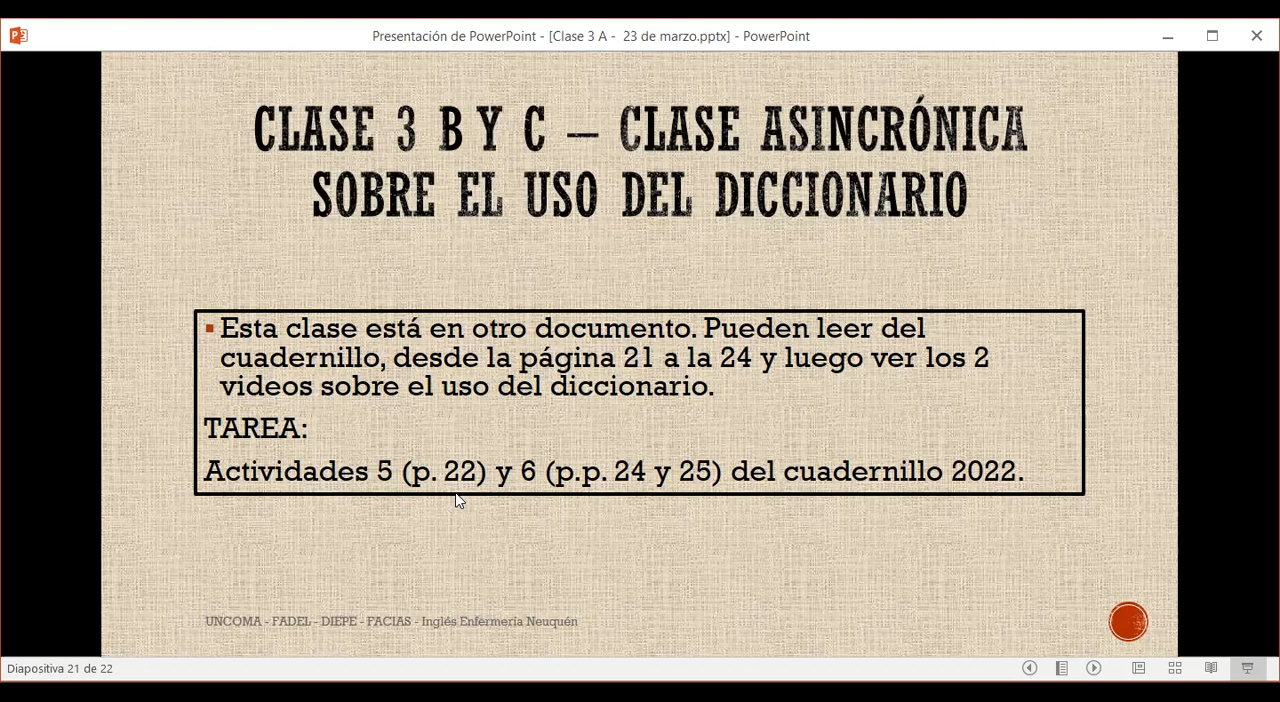 Presentación de PowerPoint - [Clase 3 A - 23 de marzo.pptx] - PowerPoint
CLASE 3 B Y C – CLASE ASINCRÓNICA
SOBRE EL USO DEL DICCIONARIO
▪ Esta clase está en otro documento. Pueden leer del
cuadernillo, desde la página 21 a la 24 y luego ver los 2
videos sobre el uso del diccionario.
TAREA:
Actividades 5 (p. 22) y 6 (p.p. 24 y 25) del cuadernillo 2022.
UNCOMA - FADEL - DIEPE - FACIAS - Inglés Enfermería Neuquén
Diapositiva 21 de 22